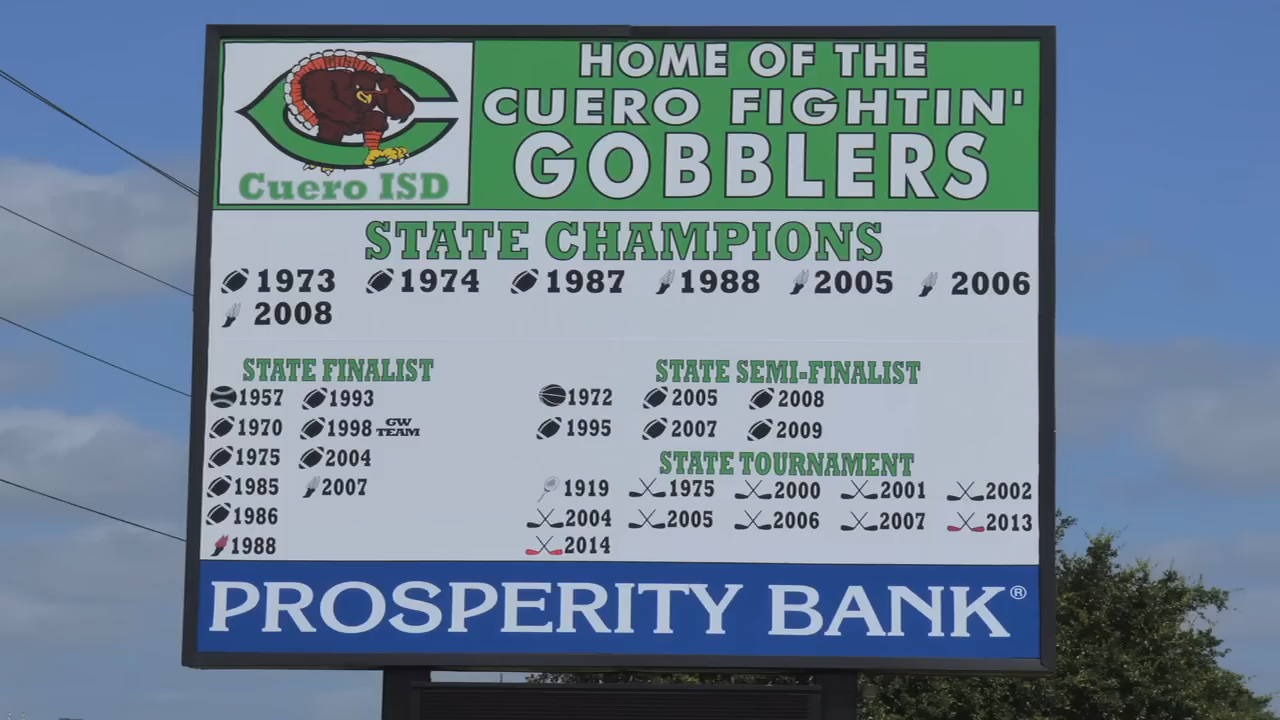 HOME OF THE
CUERO FIGHTIN'
GOBBLERS
Cuero ISD
STATE CHAMPIONS
1973 1974 1987 1988 2005 2006
2008
STATE FINALIST
1957 1993
1970 1998 GW TEAM
1975 2004
1985 2007
1986
1988
STATE SEMI-FINALIST
1972 2005 2008
1995 2007 2009
STATE TOURNAMENT
1919 1975 2000 2001 2002
2004 2005 2006 2007 2013
2014
PROSPERITY BANK®